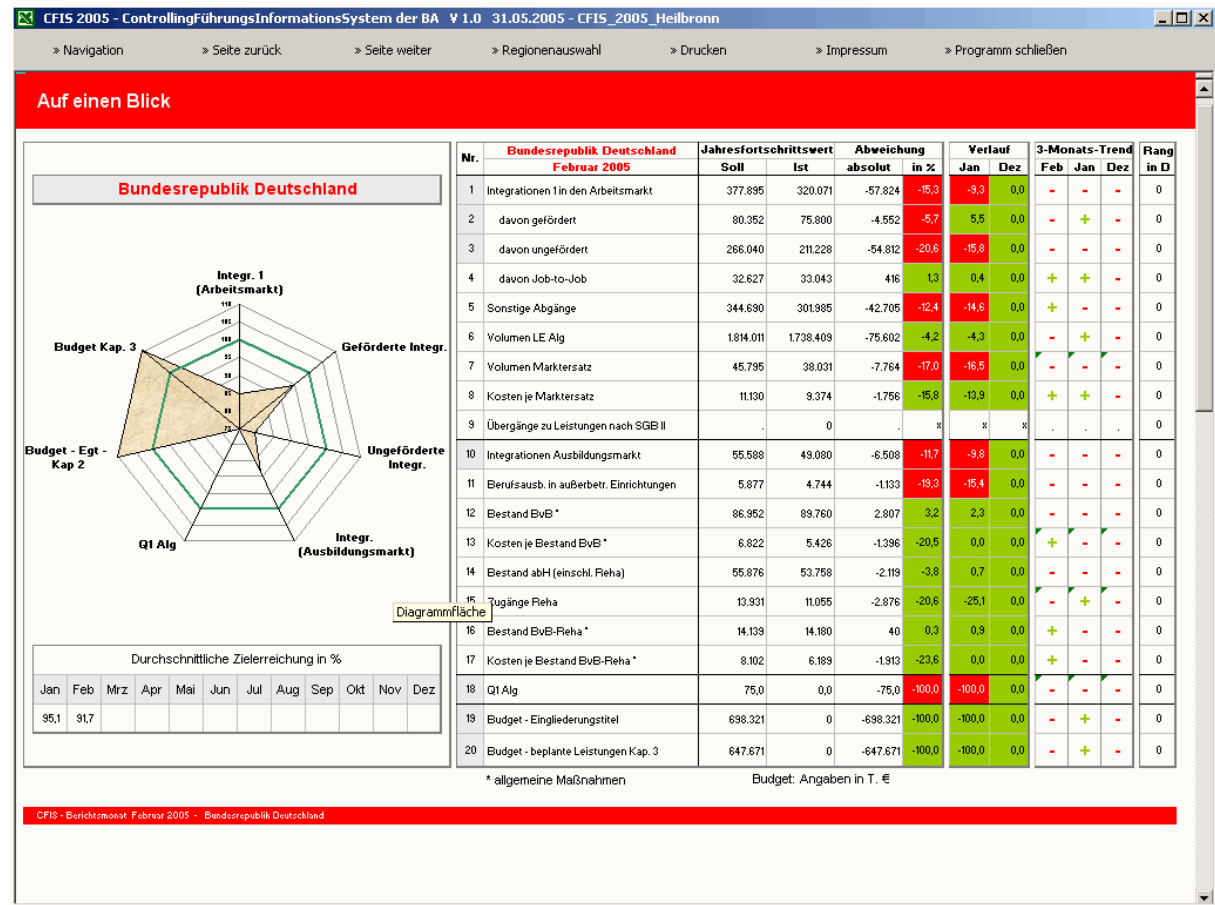 CFIS 2005 - ControllingFührungsInformationsSystem der BA V 1.0 31.05.2005 - CFIS_2005_Heilbronn
» Navigation » Seite zurück » Seite weiter » Regionenauswahl » Drucken » Impressum » Programm schließen
Auf einen Blick
Bundesrepublik Deutschland
Integr. 1
(Arbeitsmarkt)
110
105
100
95
90
85
80
75
Geförderte Integr.
Ungeförderte
Integr.
Integr.
(Ausbildungsmarkt)
Q1 Alg
Budget - Egt -
Kap 2
Budget Kap. 3
Diagrammfläche
Durchschnittliche Zielerreichung in %
Jan Feb Mrz Apr Mai Jun Jul Aug Sep Okt Nov Dez
95,1 91,7
Nr. Bundesrepublik Deutschland Jahresfortschrittswert Abweichung Verlauf 3-Monats-Trend Rang
Februar 2005 Soll Ist absolut in % Jan Dez Feb Jan Dez in D
1 Integrationen 1 in den Arbeitsmarkt 377.895 320.071 -57.824 -15,3 -9,3 0,0 - - - 0
2 davon gefördert 80.352 75.800 -4.552 -5,7 5,5 0,0 - + - 0
3 davon ungefördert 266.040 211.228 -54.812 -20,6 -15,8 0,0 - - - 0
4 davon Job-to-Job 32.627 33.043 416 1,3 0,4 0,0 + + - 0
5 Sonstige Abgänge 344.690 301.985 -42.705 -12,4 -14,6 0,0 + - - 0
6 Volumen LE Alg 1.814.011 1.738.409 -75.602 -4,2 -4,3 0,0 - + - 0
7 Volumen Marktersatz 45.795 38.031 -7.764 -17,0 -16,5 0,0 - - - 0
8 Kosten je Marktersatz 11.130 9.374 -1.756 -15,8 -13,9 0,0 + + - 0
9 Übergänge zu Leistungen nach SGB II . 0 . x x x . . . 0
10 Integrationen Ausbildungsmarkt 55.588 49.080 -6.508 -11,7 -9,8 0,0 - - - 0
11 Berufsausb. in außerbetr. Einrichtungen 5.877 4.744 -1.133 -19,3 -15,4 0,0 - - - 0
12 Bestand BvB * 86.952 89.760 2.807 3,2 2,3 0,0 - - - 0
13 Kosten je Bestand BvB * 6.822 5.426 -1.396 -20,5 0,0 0,0 + - - 0
14 Bestand abH (einschl. Reha) 55.876 53.758 -2.119 -3,8 0,7 0,0 - - - 0
15 Zugänge Reha 13.931 11.055 -2.876 -20,6 -25,1 0,0 - + - 0
16 Bestand BvB-Reha * 14.139 14.180 40 0,3 0,9 0,0 + - - 0
17 Kosten je Bestand BvB-Reha * 8.102 6.189 -1.913 -23,6 0,0 0,0 + - - 0
18 Q1 Alg 75,0 0,0 -75,0 -100,0 -100,0 0,0 - - - 0
19 Budget - Eingliederungstitel 698.321 0 -698.321 -100,0 -100,0 0,0 - + - 0
20 Budget - beplante Leistungen Kap. 3 647.671 0 -647.671 -100,0 -100,0 0,0 - + - 0
* allgemeine Maßnahmen Budget: Angaben in T. €
CFIS - Berichtsmonat Februar 2005 - Bundesrepublik Deutschland